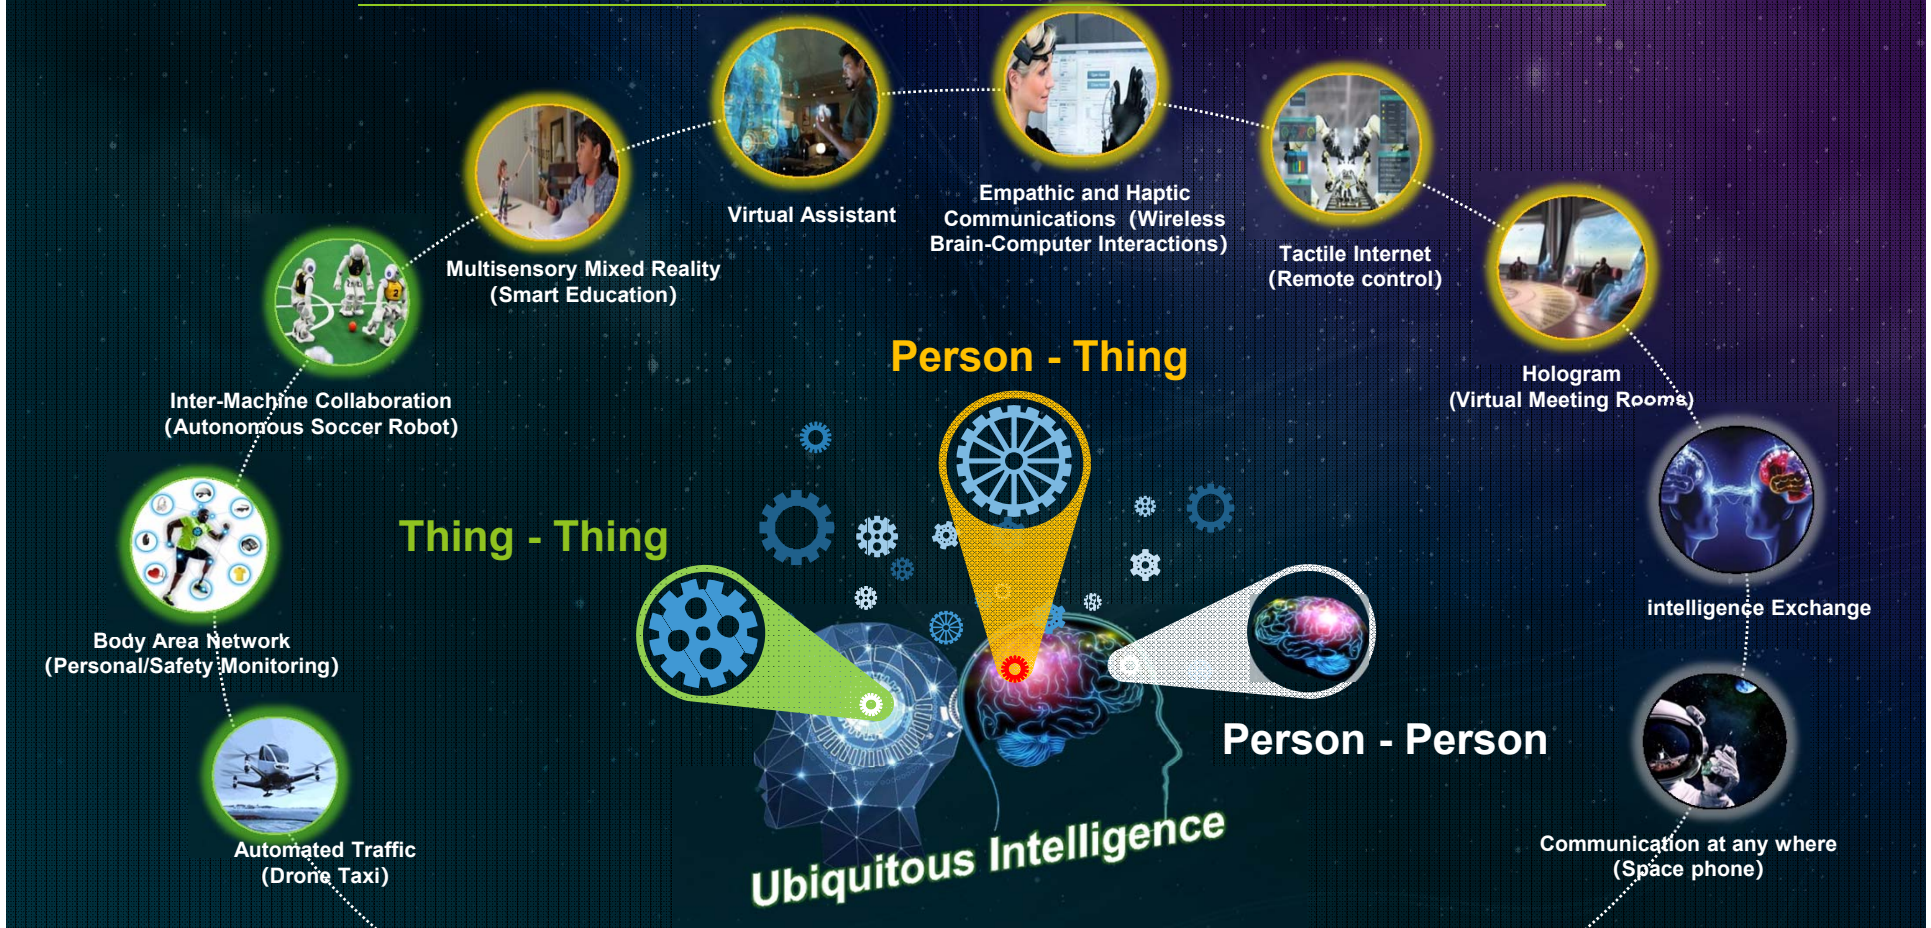 Virtual Assistant
Empathic and Haptic
Communications (Wireless
Brain-Computer Interactions)
Tactile Internet
(Remote control)
Multisensory Mixed Reality
(Smart Education)
Hologram
(Virtual Meeting Rooms)
Inter-Machine Collaboration
(Autonomous Soccer Robot)
Person - Thing
Thing - Thing
intelligence Exchange
Body Area Network
(Personal/Safety Monitoring)
Person - Person
Automated Traffic
(Drone Taxi)
Communication at any where
(Space phone)
Ubiquitous Intelligence